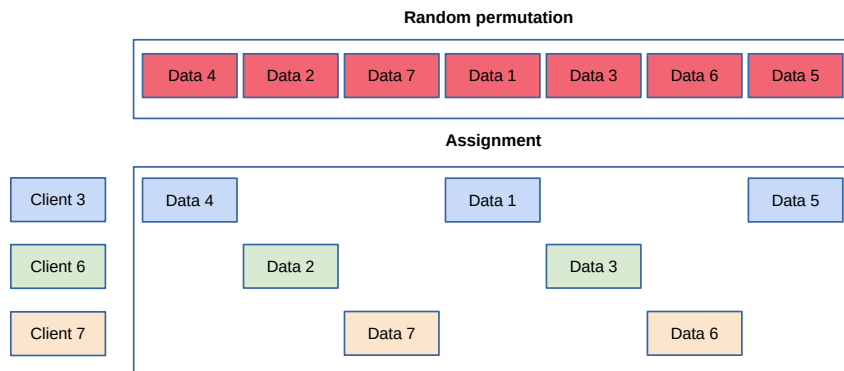 Random permutation
Data 4 Data 2 Data 7 Data 1 Data 3 Data 6 Data 5
Assignment
Client 3 Data 4 Data 1 Data 5
Client 6 Data 2 Data 3
Client 7 Data 7 Data 6